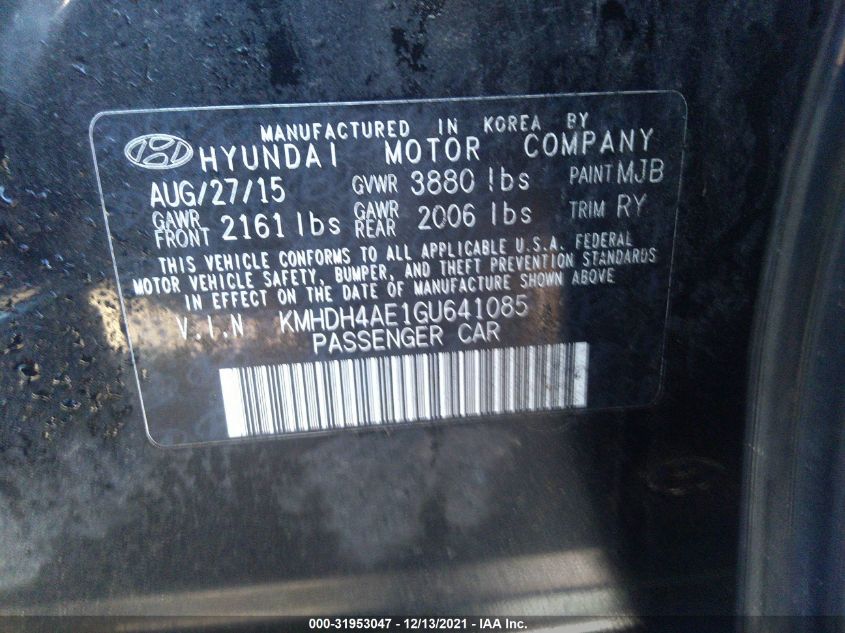 MANUFACTURED IN KOREA BY
HYUNDAI MOTOR COMPANY
AUG/27/15 GVWR 3880 lbs PAINT MJB
GAWR FRONT 2161 lbs GAWR REAR 2006 lbs TRIM RY
THIS VEHICLE CONFORMS TO ALL APPLICABLE U.S.A. FEDERAL
MOTOR VEHICLE SAFETY, BUMPER, AND THEFT PREVENTION STANDARDS
IN EFFECT ON THE DATE OF MANUFACTURE SHOWN ABOVE
V.I.N KMHDH4AE1GU641085
PASSENGER CAR
000-31953047 - 12/13/2021 - IAA Inc.